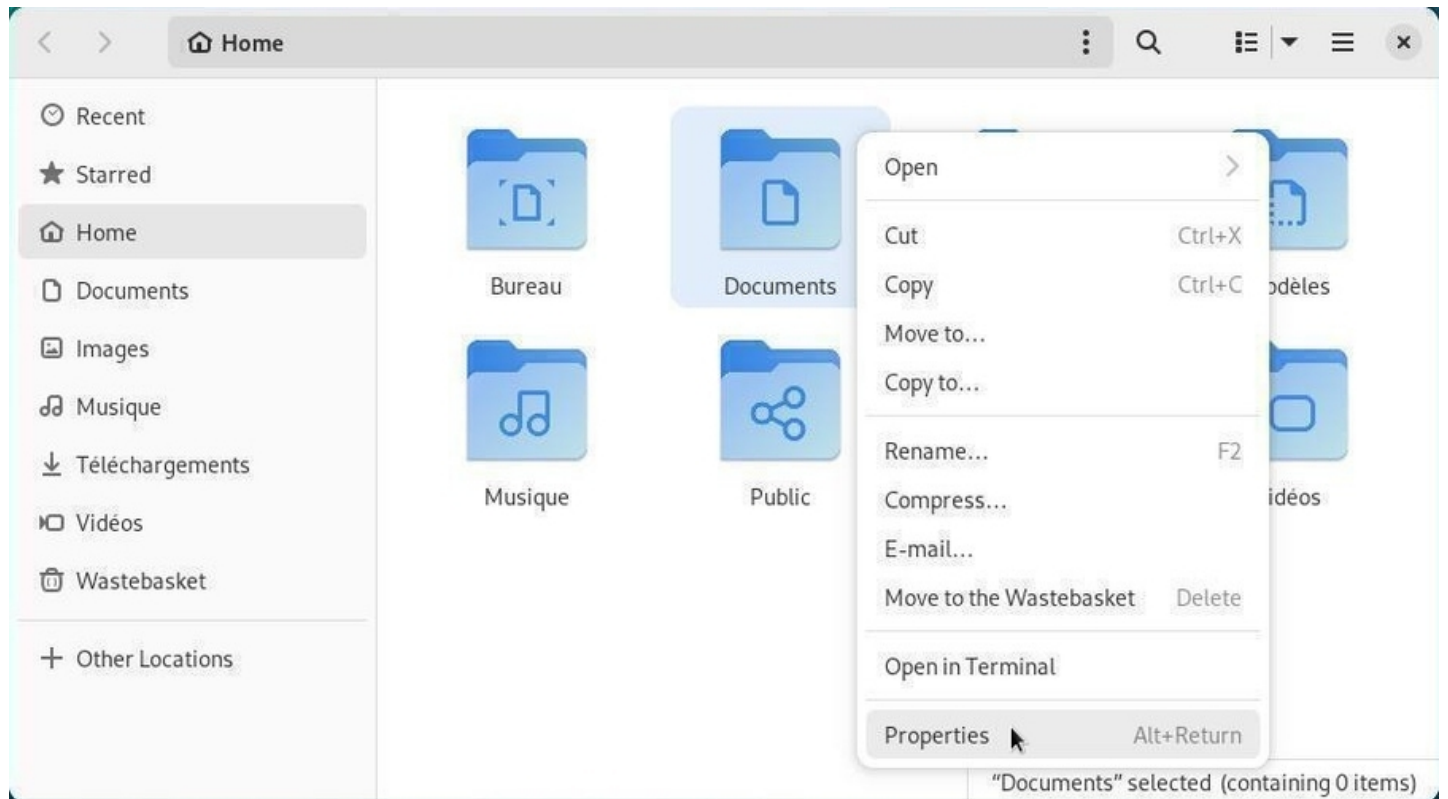 Home
Recent
Starred
Home
Documents
Images
Musique
Téléchargements
Vidéos
Wastebasket
Other Locations
Bureau
Documents
odèles
Musique
Public
idéos
Open
Cut Ctrl+X
Copy Ctrl+C
Move to…
Copy to…
Rename… F2
Compress…
E-mail…
Move to the Wastebasket Delete
Open in Terminal
Properties Alt+Return
“Documents” selected (containing 0 items)